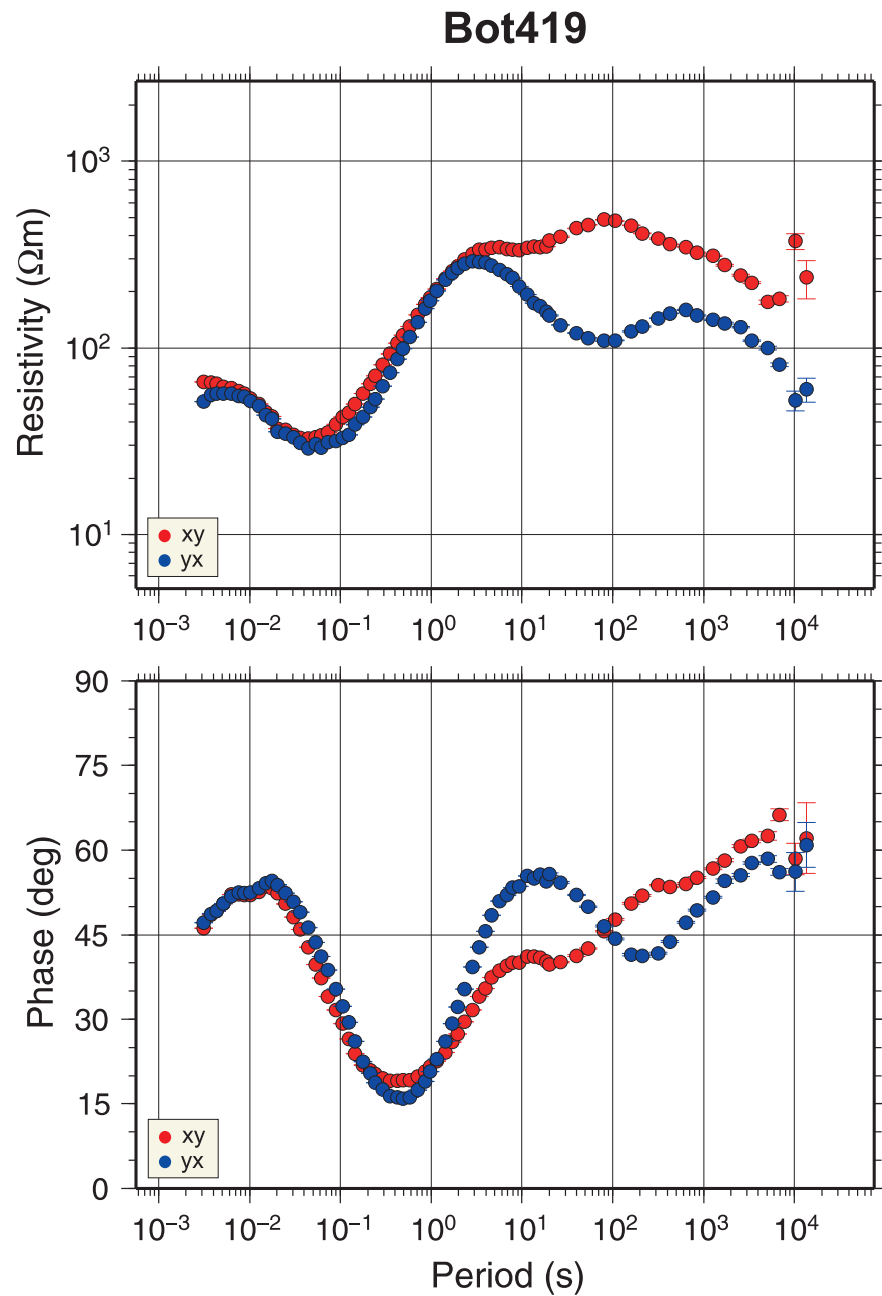 Bot419
Resistivity (Ωm)
10³
10²
10¹
xy
yx
10⁻³ 10⁻² 10⁻¹ 10⁰ 10¹ 10² 10³ 10⁴
Phase (deg)
90
75
60
45
30
15
0
xy
yx
10⁻³ 10⁻² 10⁻¹ 10⁰ 10¹ 10² 10³ 10⁴
Period (s)